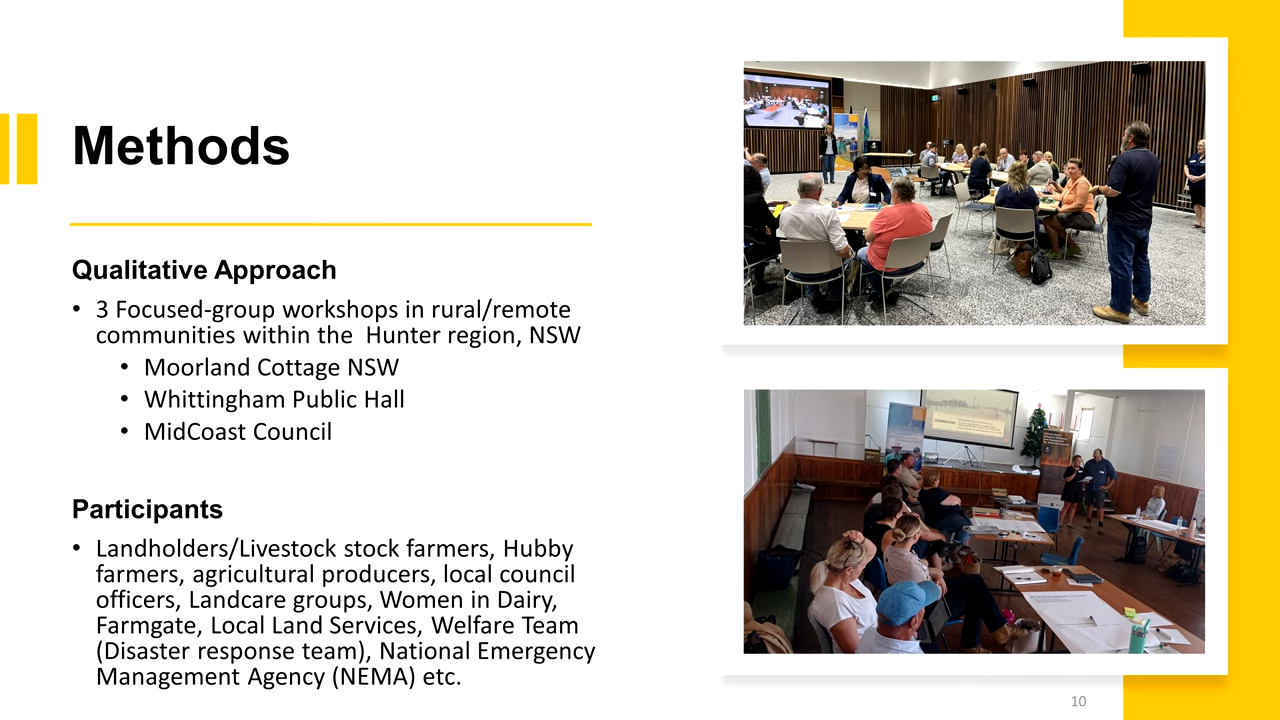 Methods
Qualitative Approach
• 3 Focused-group workshops in rural/remote
communities within the  Hunter region, NSW
• Moorland Cottage NSW
• Whittingham Public Hall
• MidCoast Council
Participants
• Landholders/Livestock stock farmers, Hubby
farmers, agricultural producers, local council
officers, Landcare groups, Women in Dairy,
Farmgate, Local Land Services, Welfare Team
(Disaster response team), National Emergency
Management Agency (NEMA) etc.
10